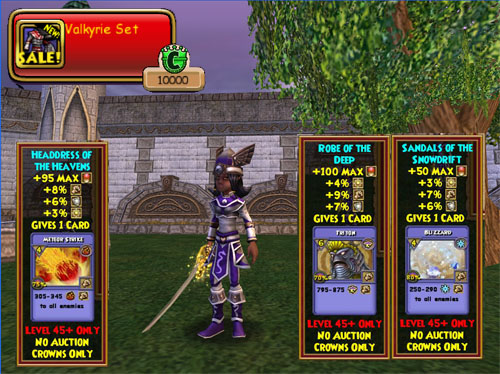 Valkyrie Set
NEW!
SALE!
10000
HEADDRESS OF
THE HEAVENS
+95 MAX
+8%
+6%
+3%
GIVES 1 CARD
4 METEOR STRIKE
75%
305-345
to all enemies
LEVEL 45+ ONLY
NO AUCTION
CROWNS ONLY
ROBE OF THE
DEEP
+100 MAX
+4%
+9%
+7%
GIVES 1 CARD
6 TRITON
70%
795-875
LEVEL 45+ ONLY
NO AUCTION
CROWNS ONLY
SANDALS OF THE
SNOWDRIFT
+50 MAX
+3%
+7%
+6%
GIVES 1 CARD
4 BLIZZARD
80%
250-290
to all enemies
LEVEL 45+ ONLY
NO AUCTION
CROWNS ONLY